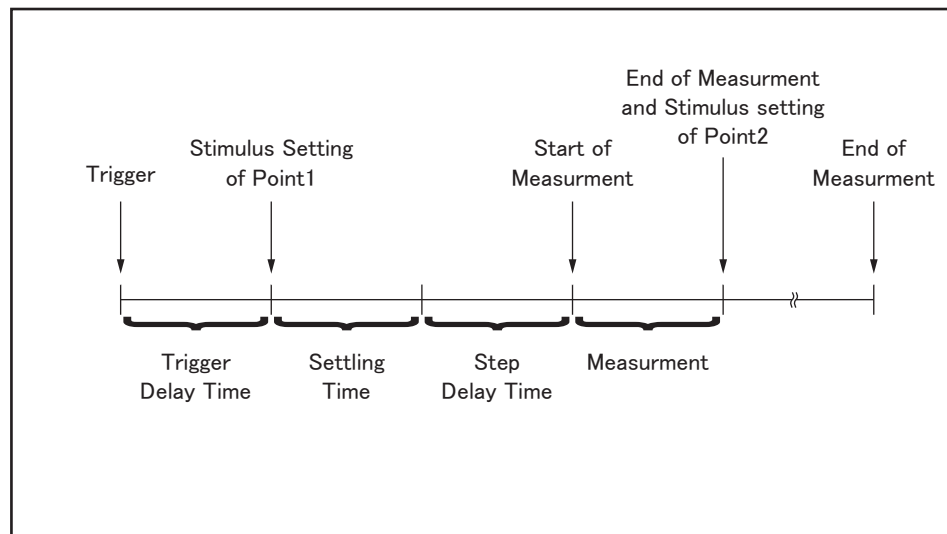 Trigger
Stimulus Setting
of Point1
Start of
Measurment
End of Measurment
and Stimulus setting
of Point2
End of
Measurment
Trigger
Delay Time
Settling
Time
Step
Delay Time
Measurment